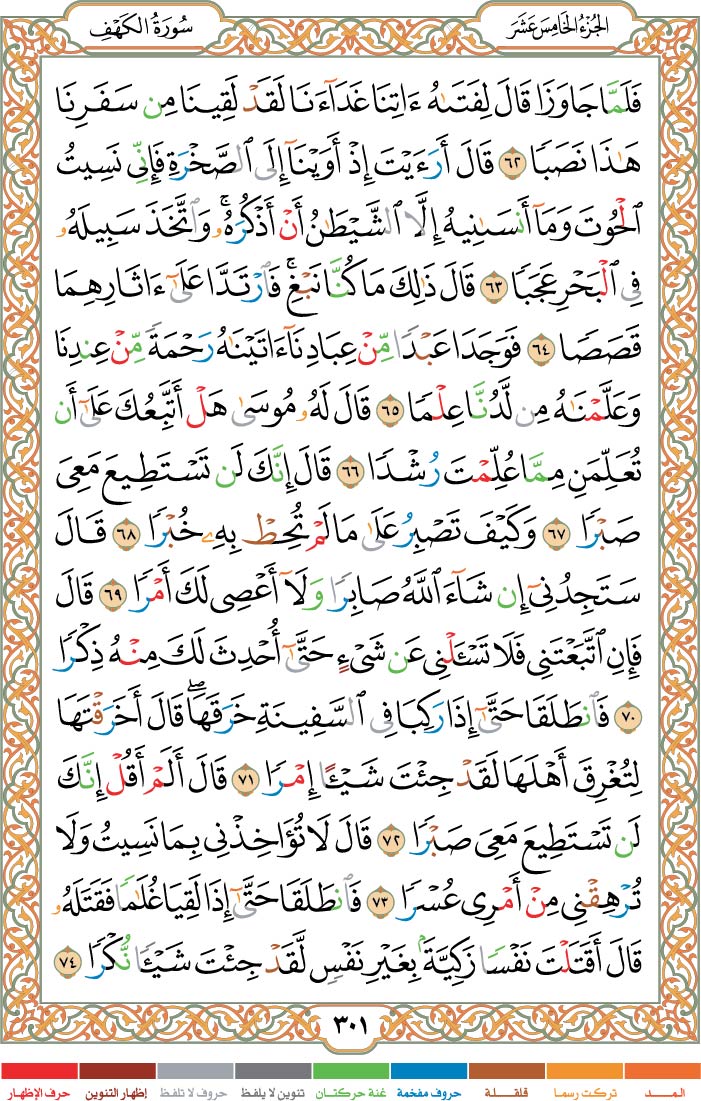 الجُزْءُ الخَامِسَ عَشَرَ
سُورَةُ الكَهْفِ
فَلَمَّا جَاوَزَا قَالَ لِفَتَىٰهُ ءَاتِنَا غَدَآءَنَا لَقَدْ لَقِينَا مِن سَفَرِنَا
هَٰذَا نَصَبًا ٦٢ قَالَ أَرَءَيْتَ إِذْ أَوَيْنَآ إِلَى ٱلصَّخْرَةِ فَإِنِّى نَسِيتُ
ٱلْحُوتَ وَمَآ أَنسَىٰنِيهُ إِلَّا ٱلشَّيْطَٰنُ أَنْ أَذْكُرَهُۥ ۚ وَٱتَّخَذَ سَبِيلَهُۥ
فِى ٱلْبَحْرِ عَجَبًا ٦٣ قَالَ ذَٰلِكَ مَا كُنَّا نَبْغِ ۚ فَٱرْتَدَّا عَلَىٰٓ ءَاثَارِهِمَا
قَصَصًا ٦٤ فَوَجَدَا عَبْدًا مِّنْ عِبَادِنَآ ءَاتَيْنَٰهُ رَحْمَةً مِّنْ عِندِنَا
وَعَلَّمْنَٰهُ مِن لَّدُنَّا عِلْمًا ٦٥ قَالَ لَهُۥ مُوسَىٰ هَلْ أَتَّبِعُكَ عَلَىٰٓ أَن
تُعَلِّمَنِ مِمَّا عُلِّمْتَ رُشْدًا ٦٦ قَالَ إِنَّكَ لَن تَسْتَطِيعَ مَعِىَ
صَبْرًا ٦٧ وَكَيْفَ تَصْبِرُ عَلَىٰ مَا لَمْ تُحِطْ بِهِۦ خُبْرًا ٦٨ قَالَ
سَتَجِدُنِىٓ إِن شَآءَ ٱللَّهُ صَابِرًا وَلَآ أَعْصِى لَكَ أَمْرًا ٦٩ قَالَ
فَإِنِ ٱتَّبَعْتَنِى فَلَا تَسْـَٔلْنِى عَن شَىْءٍ حَتَّىٰٓ أُحْدِثَ لَكَ مِنْهُ ذِكْرًا
٧٠ فَٱنطَلَقَا حَتَّىٰٓ إِذَا رَكِبَا فِى ٱلسَّفِينَةِ خَرَقَهَا ۖ قَالَ أَخَرَقْتَهَا
لِتُغْرِقَ أَهْلَهَا لَقَدْ جِئْتَ شَيْـًٔا إِمْرًا ٧١ قَالَ أَلَمْ أَقُلْ إِنَّكَ
لَن تَسْتَطِيعَ مَعِىَ صَبْرًا ٧٢ قَالَ لَا تُؤَاخِذْنِى بِمَا نَسِيتُ وَلَا
تُرْهِقْنِى مِنْ أَمْرِى عُسْرًا ٧٣ فَٱنطَلَقَا حَتَّىٰٓ إِذَا لَقِيَا غُلَٰمًا فَقَتَلَهُۥ
قَالَ أَقَتَلْتَ نَفْسًا زَكِيَّةًۢ بِغَيْرِ نَفْسٍ لَّقَدْ جِئْتَ شَيْـًٔا نُّكْرًا ٧٤
٣٠١
المــد تركت رسما قلقـلة حروف مفخمة غنة حركتان تنوين لا يلفظ حروف لا تلفظ إظهار التنوين حرف الإظهار